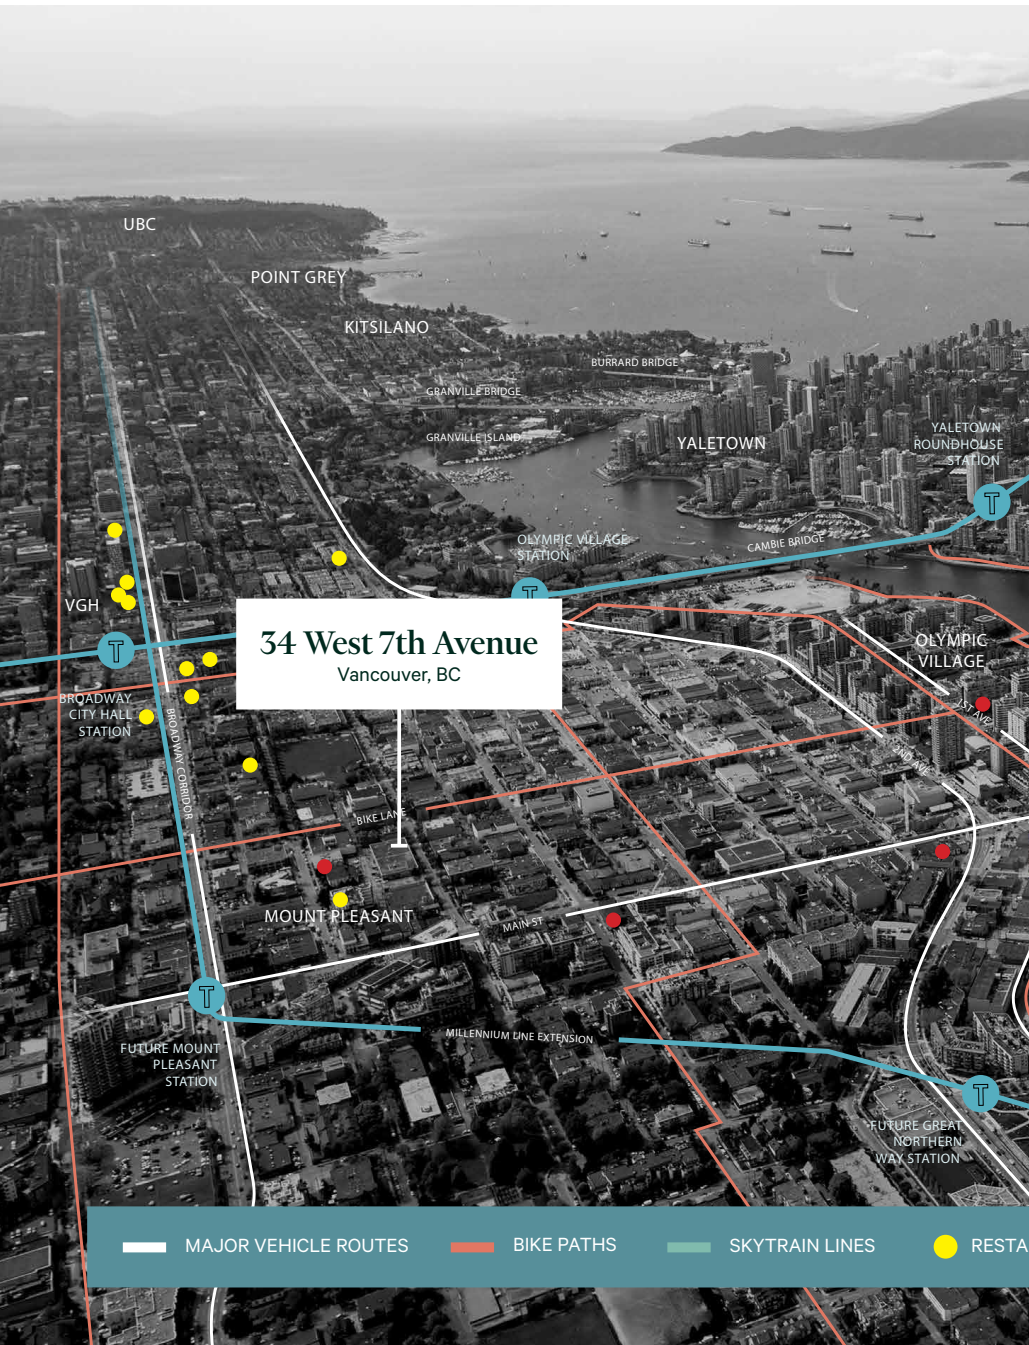 UBC
POINT GREY
KITSILANO
BURRARD BRIDGE
GRANVILLE BRIDGE
GRANVILLE ISLAND
YALETOWN
YALETOWN
ROUNDHOUSE
STATION
T
OLYMPIC VILLAGE
STATION
T
CAMBIE BRIDGE
VGH
T
BROADWAY
CITY HALL
STATION
34 West 7th Avenue
Vancouver, BC
OLYMPIC
VILLAGE
1ST AVE
2ND AVE
BROADWAY CORRIDOR
BIKE LANE
MOUNT PLEASANT
MAIN ST
T
FUTURE MOUNT
PLEASANT
STATION
MILLENNIUM LINE EXTENSION
T
FUTURE GREAT
NORTHERN
WAY STATION
MAJOR VEHICLE ROUTES
BIKE PATHS
SKYTRAIN LINES
RESTA